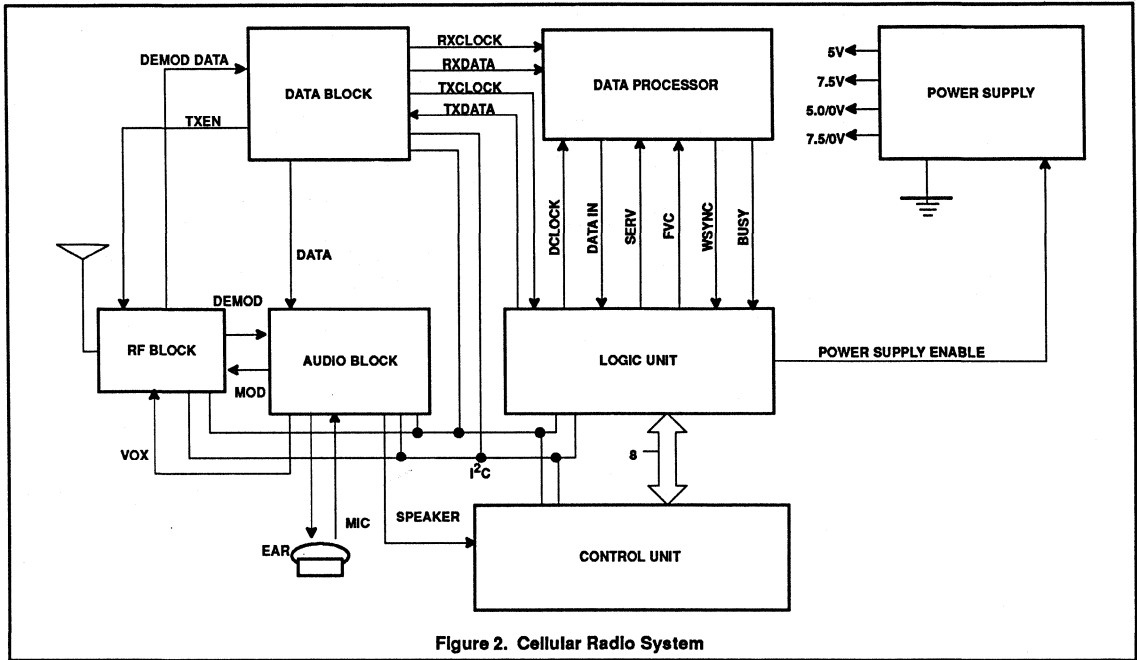 RXCLOCK
DEMOD DATA
RXDATA
DATA BLOCK
TXCLOCK
TXDATA
TXEN
DATA PROCESSOR
5V
7.5V
5.0/0V
7.5/0V
POWER SUPPLY
DCLOCK
DATA IN
SERV
FVC
WSYNC
BUSY
DATA
DEMOD
RF BLOCK
AUDIO BLOCK
MOD
LOGIC UNIT
POWER SUPPLY ENABLE
VOX
I²C
8
MIC
SPEAKER
EAR
CONTROL UNIT
Figure 2. Cellular Radio System